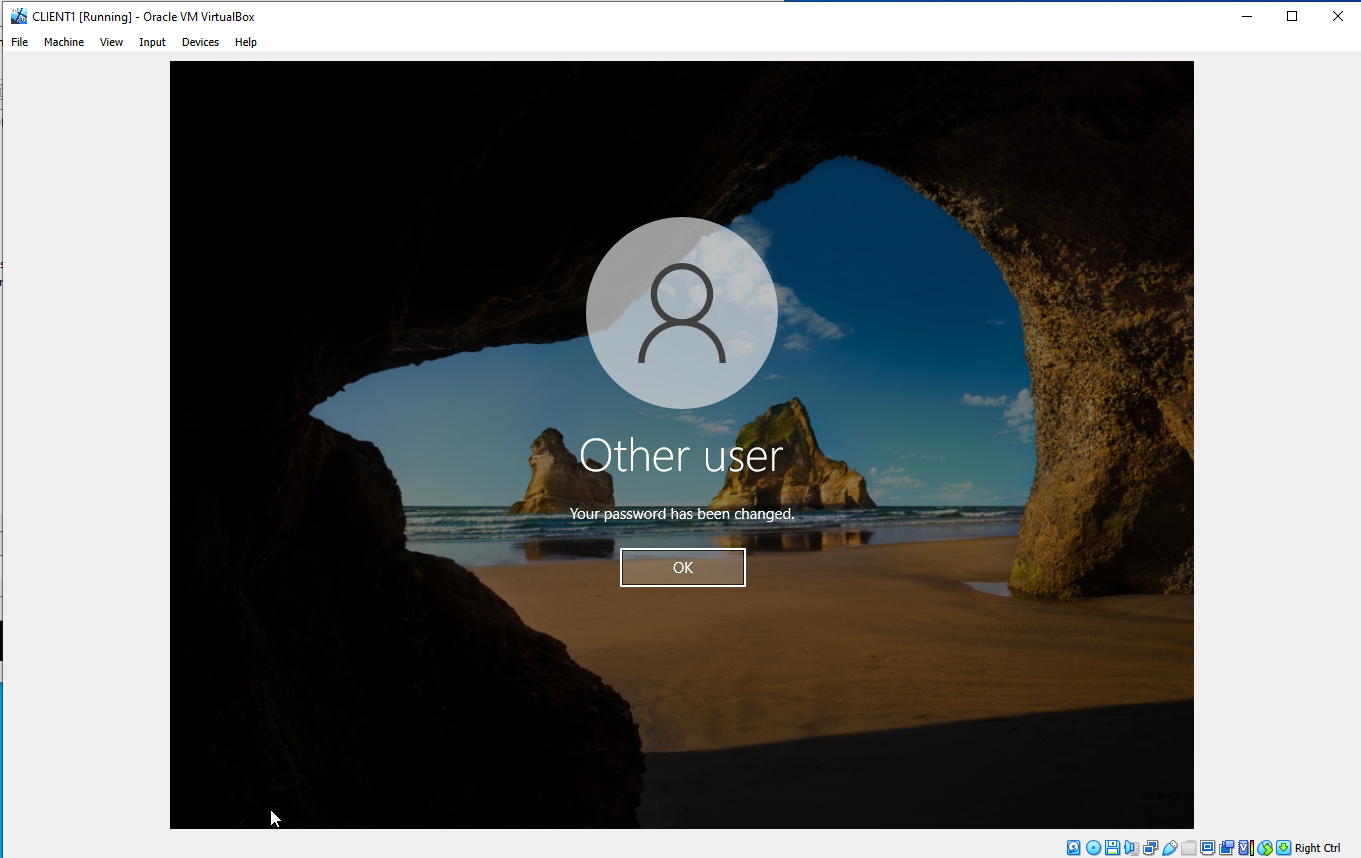 CLIENT1 [Running] - Oracle VM VirtualBox
File Machine View Input Devices Help
Other user
Your password has been changed.
OK
Right Ctrl